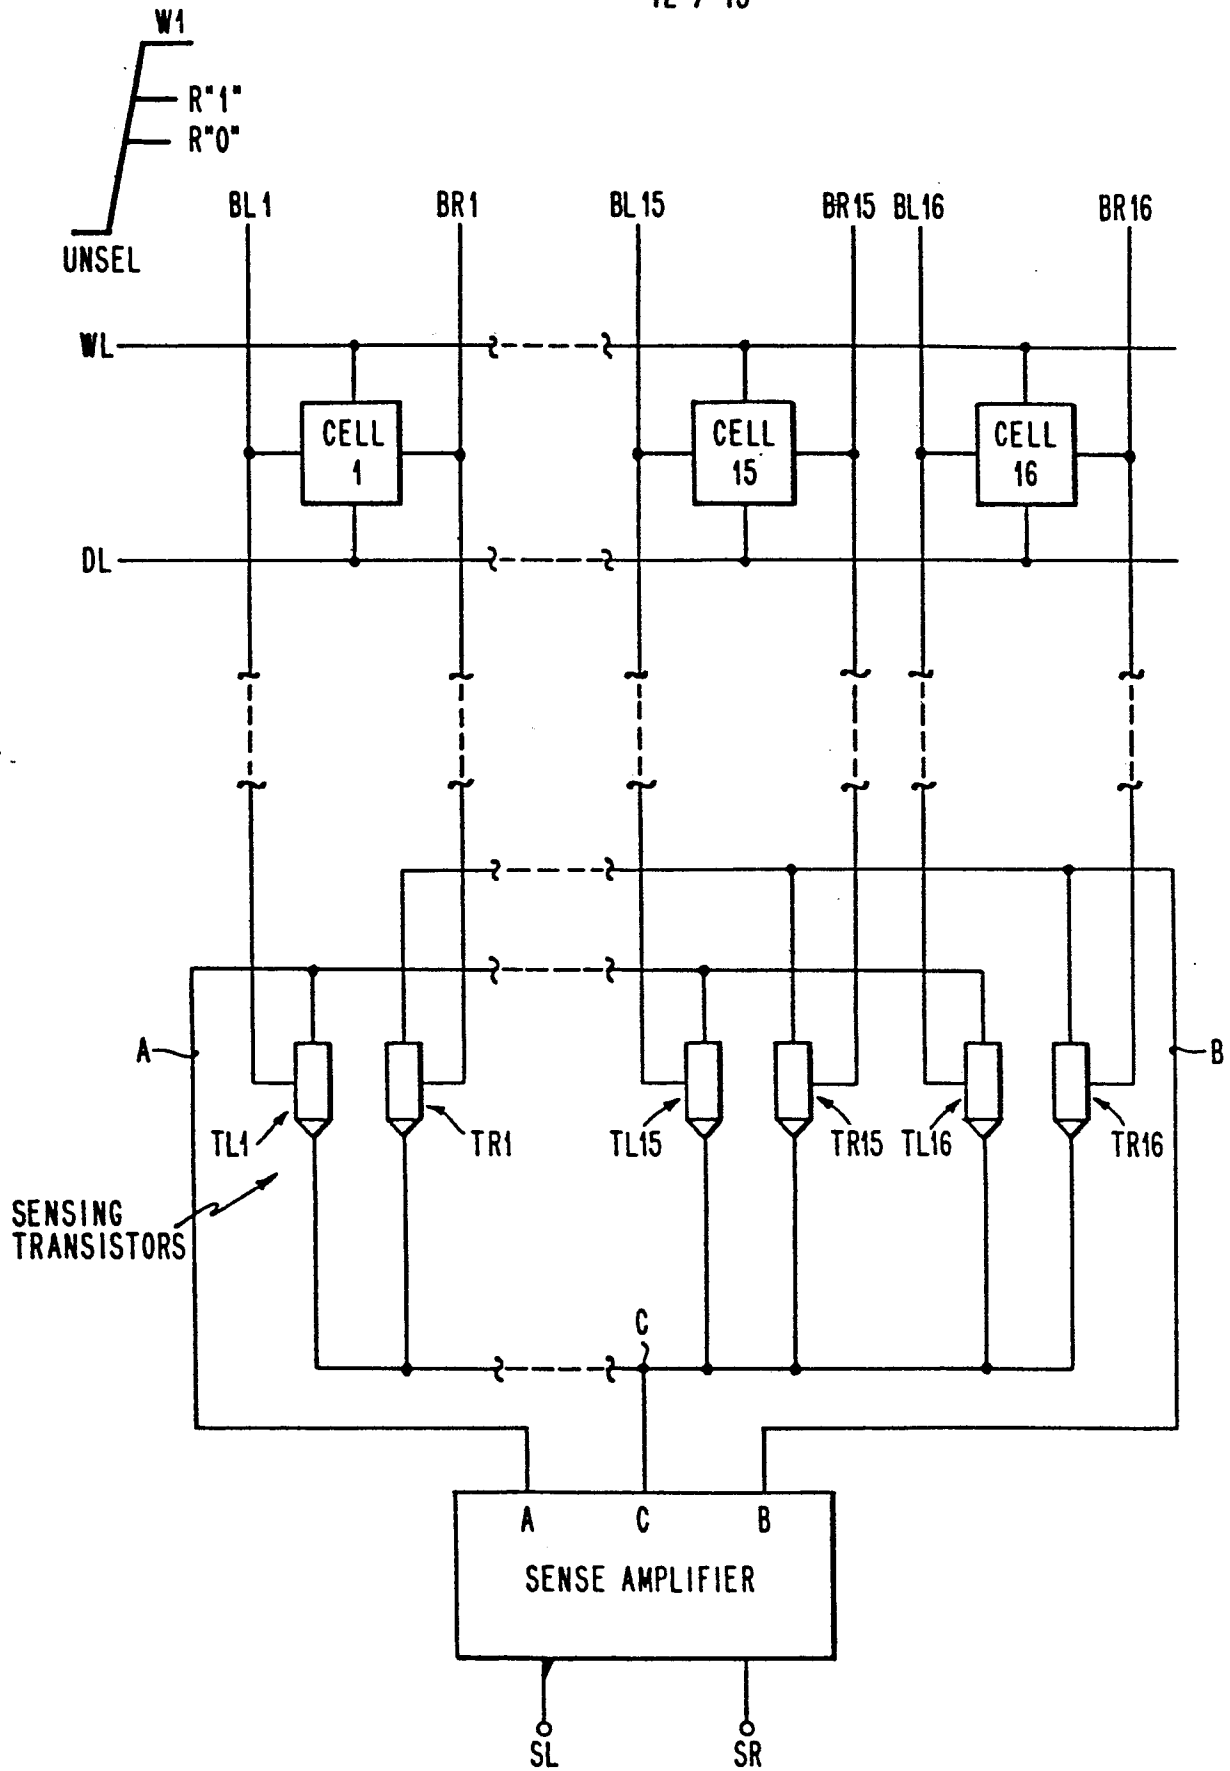 W1
R"1"
R"0"
UNSEL
BL1 BR1 BL15 BR15 BL16 BR16
WL
CELL 1
CELL 15
CELL 16
DL
A
B
TL1
TR1
TL15
TR15
TL16
TR16
SENSING
TRANSISTORS
C
A C B
SENSE AMPLIFIER
SL SR